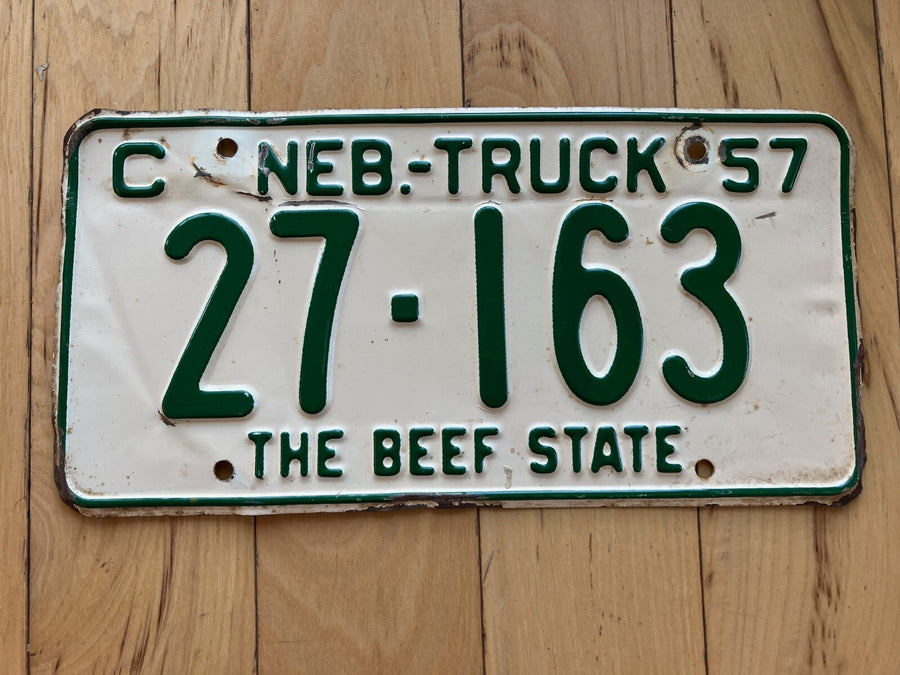 C NEB.-TRUCK 57
27·163
THE BEEF STATE